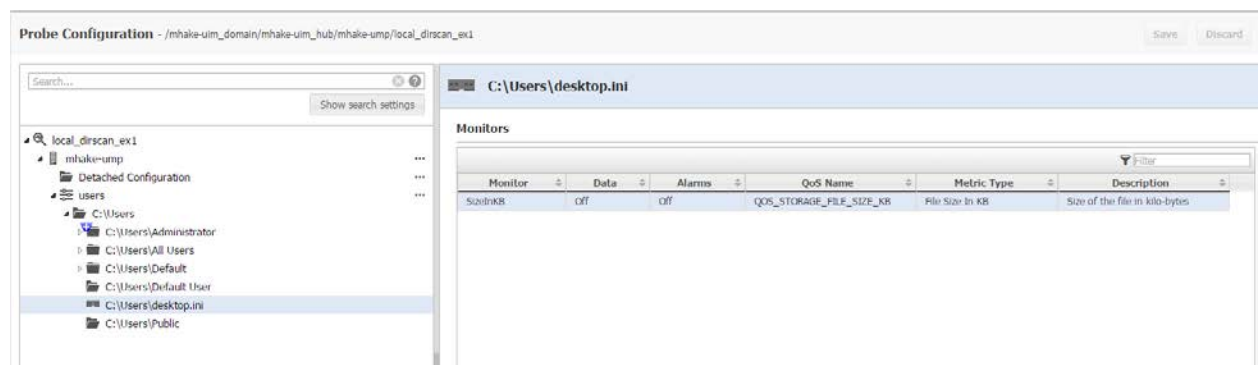 Probe Configuration - /mhake-uim_domain/mhake-uim_hub/mhake-ump/local_dirscan_ex1
Save Discard
Search...
Show search settings
local_dirscan_ex1
mhake-ump
Detached Configuration
users
C:\Users
C:\Users\Administrator
C:\Users\All Users
C:\Users\Default
C:\Users\Default User
C:\Users\desktop.ini
C:\Users\Public
C:\Users\desktop.ini
Monitors
Filter
Monitor Data Alarms QoS Name Metric Type Description
SizeInKB Off Off QOS_STORAGE_FILE_SIZE_KB File Size In KB Size of the file in kilo-bytes